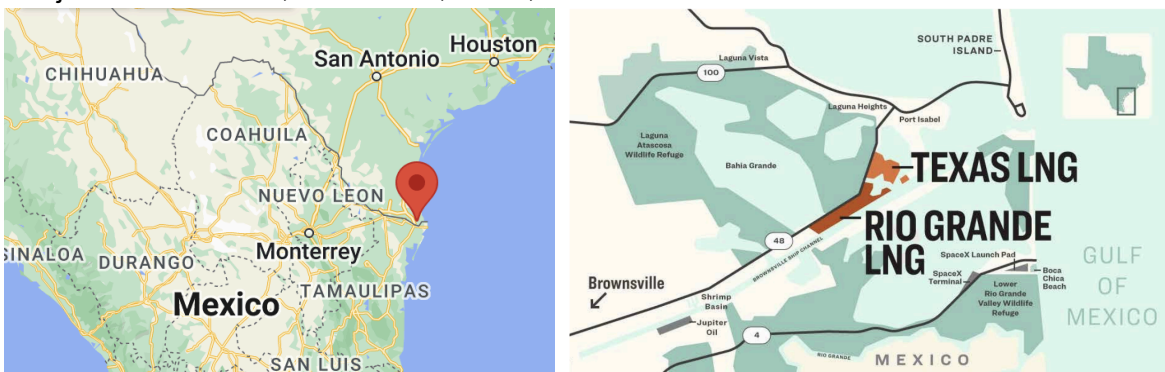 San Antonio
Houston
CHIHUAHUA
COAHUILA
NUEVO LEON
Monterrey
SINALOA
DURANGO
TAMAULIPAS
Mexico
SAN LUIS
SOUTH PADRE
ISLAND
Laguna Vista
100
Laguna Heights
Port Isabel
Laguna
Atascosa
Wildlife Refuge
Bahia Grande
TEXAS LNG
RIO GRANDE
LNG
48
BROWNSVILLE SHIP CHANNEL
SpaceX Launch Pad
SpaceX
Terminal
Boca
Chica
Beach
GULF
OF
MEXICO
Brownsville
Shrimp
Basin
Jupiter
Oil
Lower
Rio Grande
Valley Wildlife
Refuge
4
RIO GRANDE
MEXICO